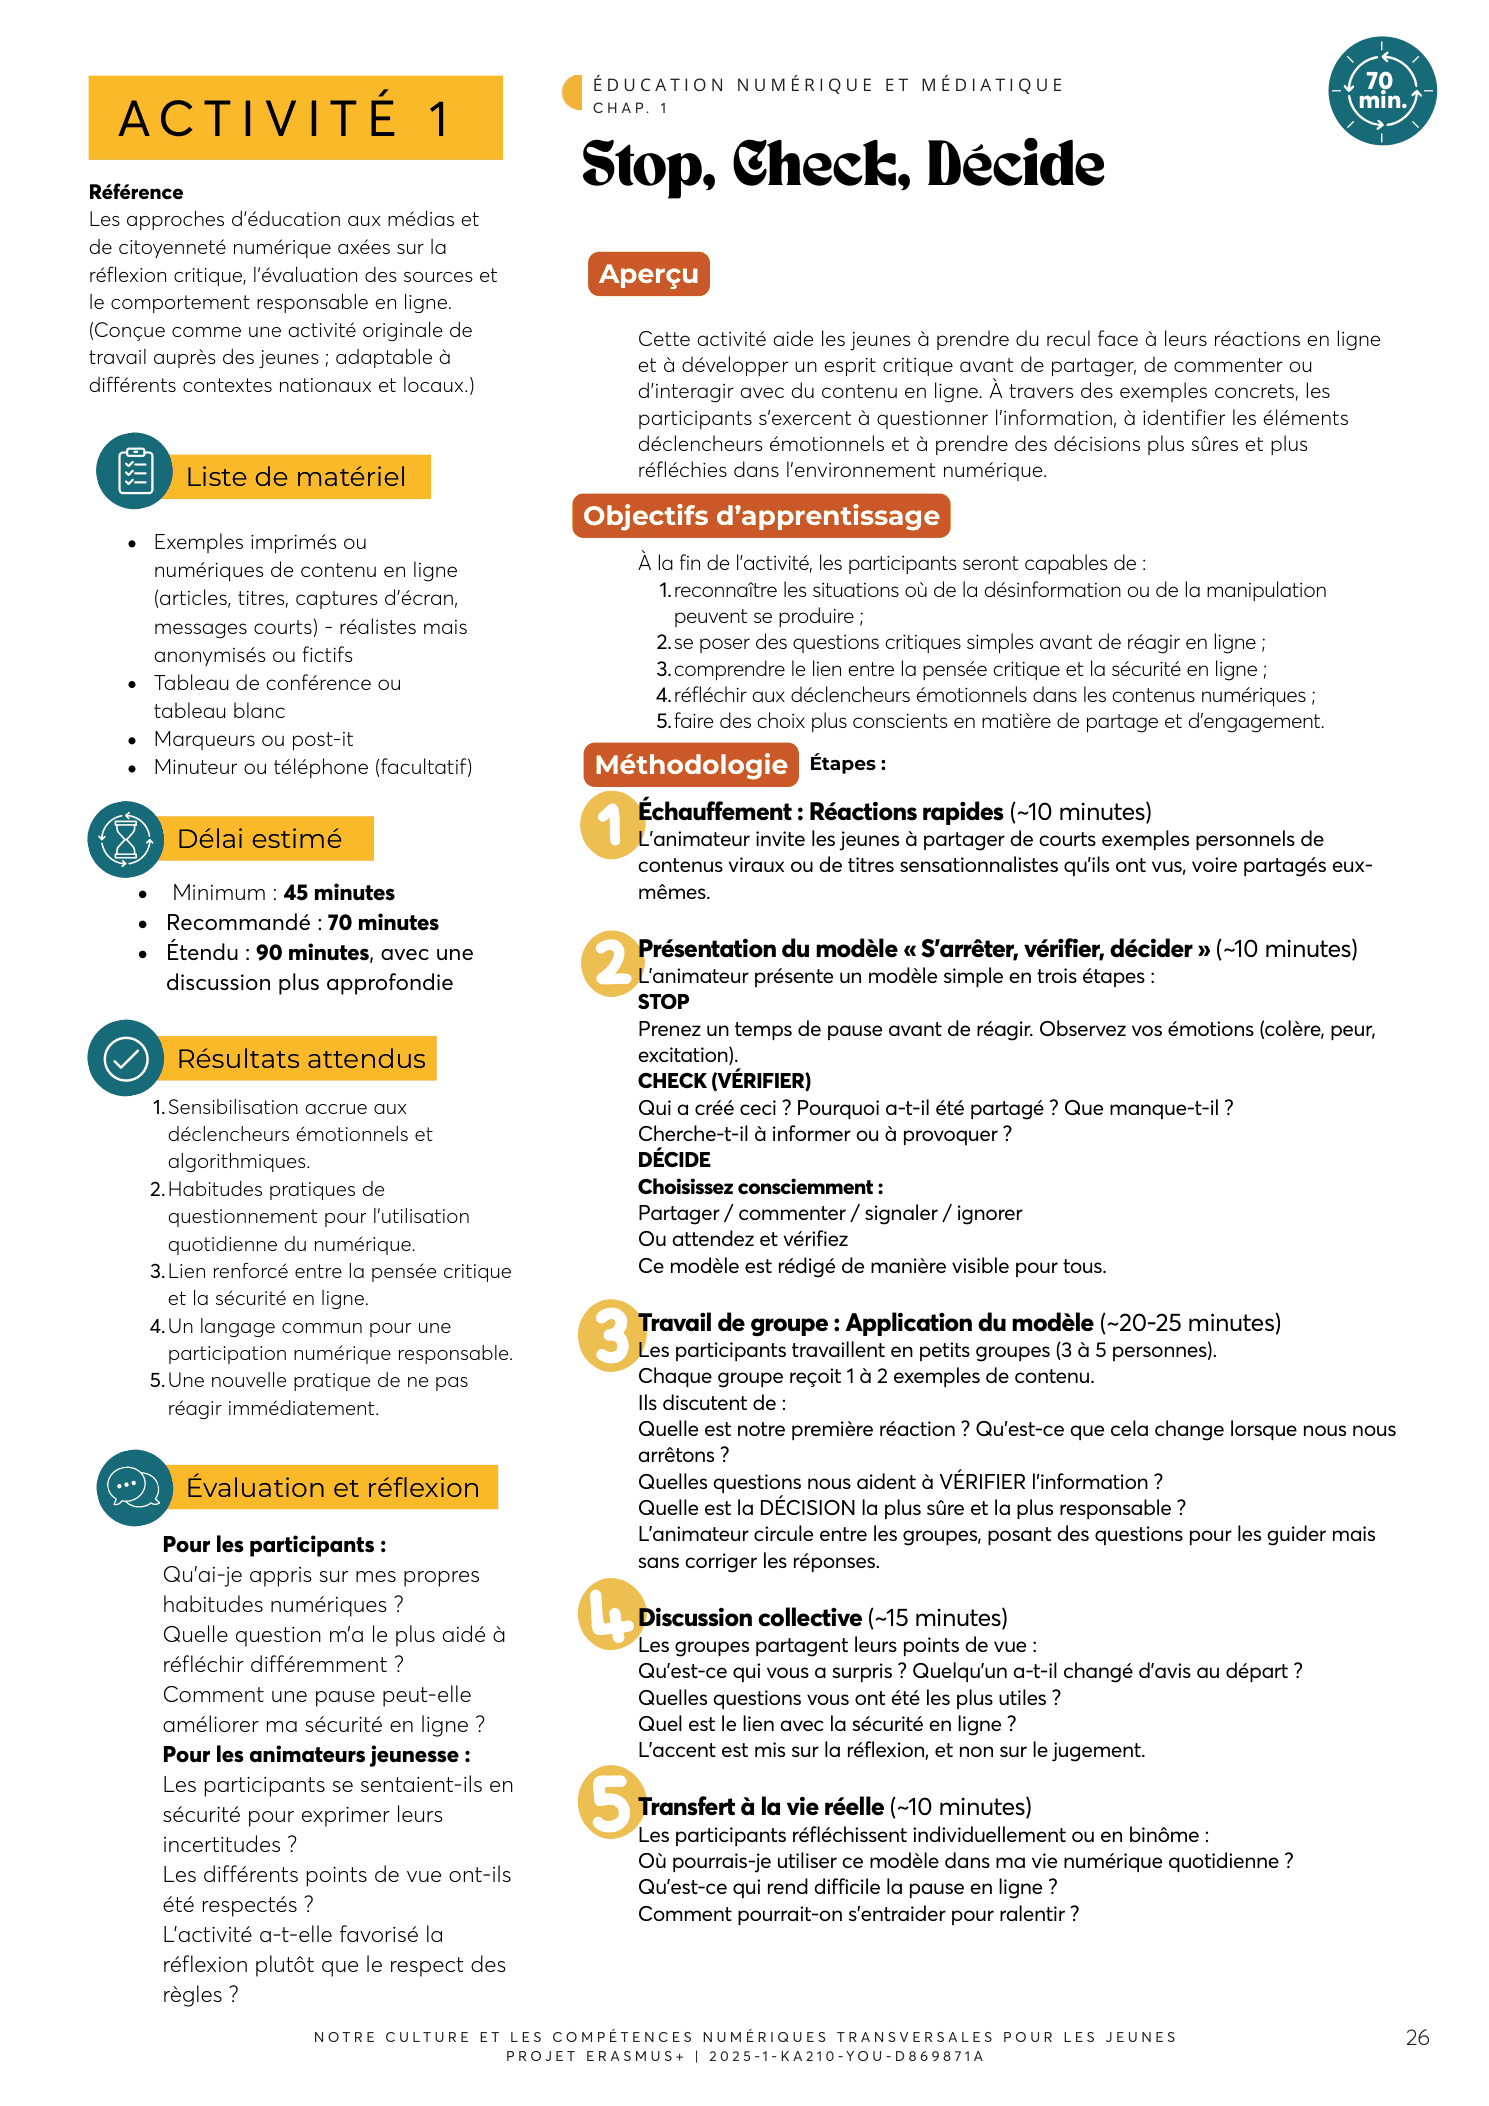 ACTIVITÉ 1
Référence
Les approches d'éducation aux médias et
de citoyenneté numérique axées sur la
réflexion critique, l'évaluation des sources et
le comportement responsable en ligne.
(Conçue comme une activité originale de
travail auprès des jeunes ; adaptable à
différents contextes nationaux et locaux.)
Liste de matériel
• Exemples imprimés ou
numériques de contenu en ligne
(articles, titres, captures d'écran,
messages courts) - réalistes mais
anonymisés ou fictifs
• Tableau de conférence ou
tableau blanc
• Marqueurs ou post-it
• Minuteur ou téléphone (facultatif)
Délai estimé
• Minimum : 45 minutes
• Recommandé : 70 minutes
• Étendu : 90 minutes, avec une
discussion plus approfondie
Résultats attendus
1. Sensibilisation accrue aux
déclencheurs émotionnels et
algorithmiques.
2. Habitudes pratiques de
questionnement pour l'utilisation
quotidienne du numérique.
3. Lien renforcé entre la pensée critique
et la sécurité en ligne.
4. Un langage commun pour une
participation numérique responsable.
5. Une nouvelle pratique de ne pas
réagir immédiatement.
Évaluation et réflexion
Pour les participants :
Qu'ai-je appris sur mes propres
habitudes numériques ?
Quelle question m'a le plus aidé à
réfléchir différemment ?
Comment une pause peut-elle
améliorer ma sécurité en ligne ?
Pour les animateurs jeunesse :
Les participants se sentaient-ils en
sécurité pour exprimer leurs
incertitudes ?
Les différents points de vue ont-ils
été respectés ?
L'activité a-t-elle favorisé la
réflexion plutôt que le respect des
règles ?
ÉDUCATION NUMÉRIQUE ET MÉDIATIQUE
CHAP. 1
70
min.
Stop, Check, Décide
Aperçu
Cette activité aide les jeunes à prendre du recul face à leurs réactions en ligne
et à développer un esprit critique avant de partager, de commenter ou
d'interagir avec du contenu en ligne. À travers des exemples concrets, les
participants s'exercent à questionner l'information, à identifier les éléments
déclencheurs émotionnels et à prendre des décisions plus sûres et plus
réfléchies dans l'environnement numérique.
Objectifs d'apprentissage
À la fin de l'activité, les participants seront capables de :
1. reconnaître les situations où de la désinformation ou de la manipulation
peuvent se produire ;
2. se poser des questions critiques simples avant de réagir en ligne ;
3. comprendre le lien entre la pensée critique et la sécurité en ligne ;
4. réfléchir aux déclencheurs émotionnels dans les contenus numériques ;
5. faire des choix plus conscients en matière de partage et d'engagement.
Méthodologie Étapes :
1 Échauffement : Réactions rapides (~10 minutes)
L'animateur invite les jeunes à partager de courts exemples personnels de
contenus viraux ou de titres sensationnalistes qu'ils ont vus, voire partagés eux-
mêmes.
2 Présentation du modèle « S'arrêter, vérifier, décider » (~10 minutes)
L'animateur présente un modèle simple en trois étapes :
STOP
Prenez un temps de pause avant de réagir. Observez vos émotions (colère, peur,
excitation).
CHECK (VÉRIFIER)
Qui a créé ceci ? Pourquoi a-t-il été partagé ? Que manque-t-il ?
Cherche-t-il à informer ou à provoquer ?
DÉCIDE
Choisissez consciemment :
Partager / commenter / signaler / ignorer
Ou attendez et vérifiez
Ce modèle est rédigé de manière visible pour tous.
3 Travail de groupe : Application du modèle (~20-25 minutes)
Les participants travaillent en petits groupes (3 à 5 personnes).
Chaque groupe reçoit 1 à 2 exemples de contenu.
Ils discutent de :
Quelle est notre première réaction ? Qu'est-ce que cela change lorsque nous nous
arrêtons ?
Quelles questions nous aident à VÉRIFIER l'information ?
Quelle est la DÉCISION la plus sûre et la plus responsable ?
L'animateur circule entre les groupes, posant des questions pour les guider mais
sans corriger les réponses.
4 Discussion collective (~15 minutes)
Les groupes partagent leurs points de vue :
Qu'est-ce qui vous a surpris ? Quelqu'un a-t-il changé d'avis au départ ?
Quelles questions vous ont été les plus utiles ?
Quel est le lien avec la sécurité en ligne ?
L'accent est mis sur la réflexion, et non sur le jugement.
5 Transfert à la vie réelle (~10 minutes)
Les participants réfléchissent individuellement ou en binôme :
Où pourrais-je utiliser ce modèle dans ma vie numérique quotidienne ?
Qu'est-ce qui rend difficile la pause en ligne ?
Comment pourrait-on s'entraider pour ralentir ?
NOTRE CULTURE ET LES COMPÉTENCES NUMÉRIQUES TRANSVERSALES POUR LES JEUNES
PROJET ERASMUS+ | 2025-1-KA210-YOU-D869871A
26